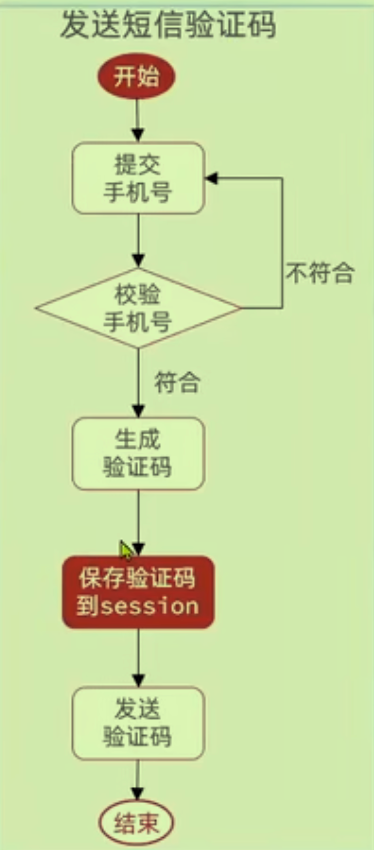 发送短信验证码
开始
提交
手机号
不符合
校验
手机号
符合
生成
验证码
保存验证码
到session
发送
验证码
结束